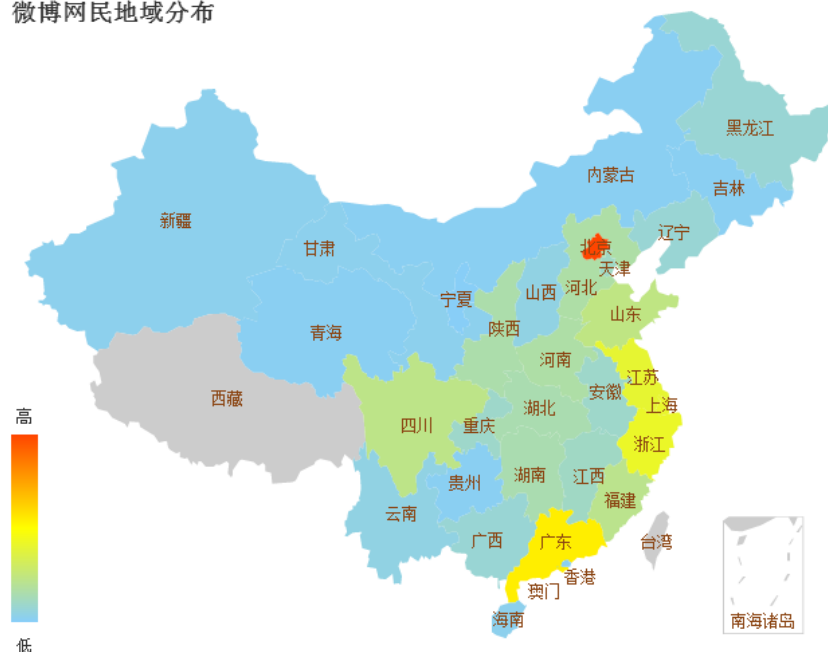 微博网民地域分布
黑龙江
内蒙古
吉林
新疆
辽宁
甘肃
北京
天津
宁夏
山西
河北
青海
陕西
山东
河南
江苏
西藏
安徽
上海
高
四川
重庆
湖北
浙江
贵州
湖南
江西
福建
云南
广西
广东
台湾
香港
澳门
海南
南海诸岛
低